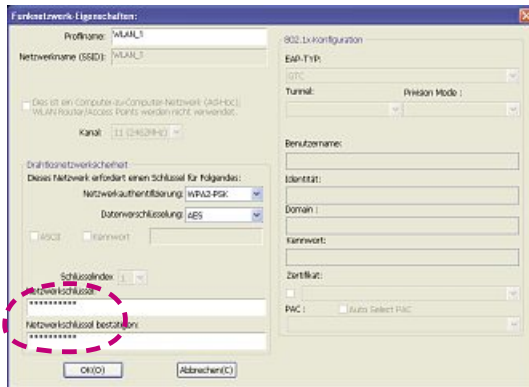 Funknetzwerk-Eigenschaften:
Profilname: WLAN_1
Netzwerkname (SSID): WLAN_1
Dies ist ein Computer-zu-Computer-Netzwerk (AdHoc);
WLAN Router/Access Points werden nicht verwendet.
Kanal: 11 (2462MHz)
Drahtlosnetzwerksicherheit
Dieses Netzwerk erfordert einen Schlüssel für Folgendes:
Netzwerkauthentifizierung: WPA2-PSK
Datenverschlüsselung: AES
ASCII Kennwort
Schlüsselindex 1
Netzwerkschlüssel:
**********
Netzwerkschlüssel bestätigen:
**********
OK(O) Abbrechen(C)
802.1x-Konfiguration
EAP-TYP:
GTC
Tunnel: Privision Mode :
Benutzername:
Identität:
Domain :
Kennwort:
Zertifikat:
PAC : Auto Select PAC